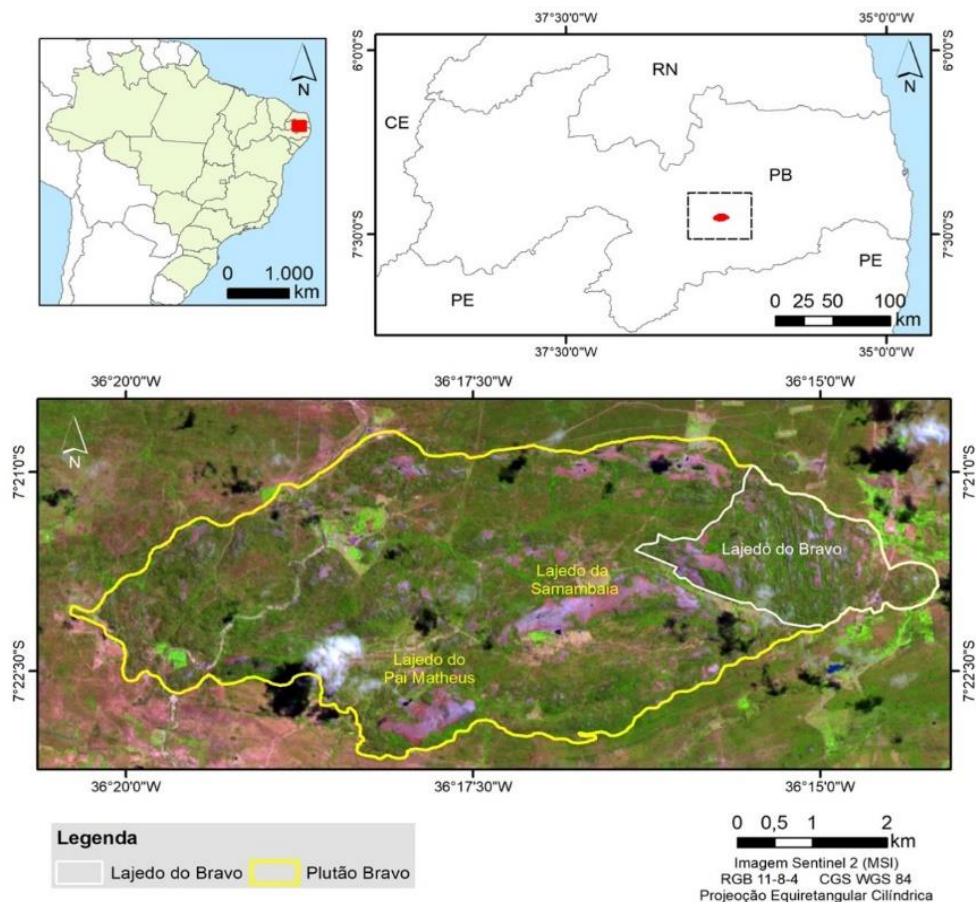 N
0 1.000
km
37°30'0"W 35°0'0"W
6°0'0"S
7°30'0"S
RN
CE
PB
PE
PE
N
0 25 50 100
km
6°0'0"S
7°30'0"S
37°30'0"W 35°0'0"W
36°20'0"W 36°17'30"W 36°15'0"W
N
7°21'0"S
7°22'30"S
Lajedo do Bravo
Lajedo da
Samambaia
Lajedo do
Pai Matheus
7°21'0"S
7°22'30"S
36°20'0"W 36°17'30"W 36°15'0"W
Legenda
Lajedo do Bravo Plutão Bravo
0 0,5 1 2
km
Imagem Sentinel 2 (MSI)
RGB 11-8-4 CGS WGS 84
Projeção Equiretangular Cilíndrica